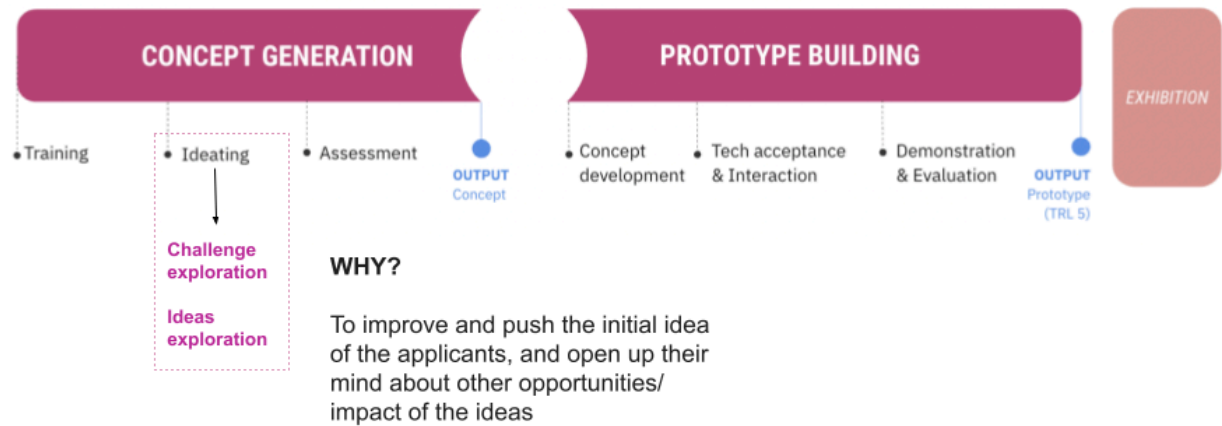 CONCEPT GENERATION
PROTOTYPE BUILDING
EXHIBITION
Training
Ideating
Assessment
OUTPUT
Concept
Concept
development
Tech acceptance
& Interaction
Demonstration
& Evaluation
OUTPUT
Prototype
(TRL 5)
Challenge
exploration
Ideas
exploration
WHY?
To improve and push the initial idea
of the applicants, and open up their
mind about other opportunities/
impact of the ideas